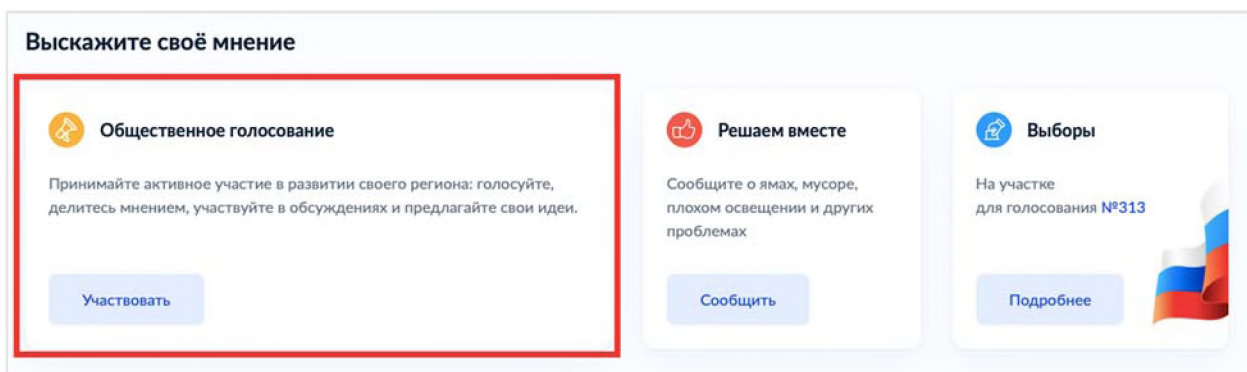 Выскажите своё мнение
Общественное голосование
Принимайте активное участие в развитии своего региона: голосуйте,
делитесь мнением, участвуйте в обсуждениях и предлагайте свои идеи.
Участвовать
Решаем вместе
Сообщите о ямах, мусоре,
плохом освещении и других
проблемах
Сообщить
Выборы
На участке
для голосования №313
Подробнее